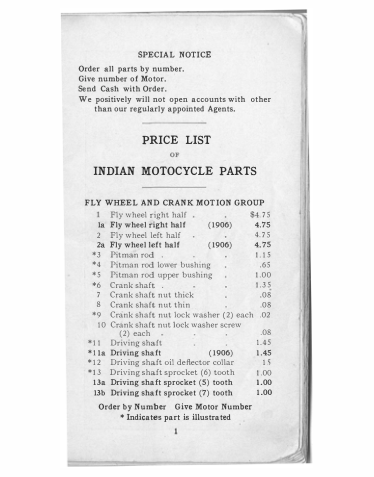 SPECIAL NOTICE
Order all parts by number.
Give number of Motor.
Send Cash with Order.
We positively will not open accounts with other
than our regularly appointed Agents.
PRICE LIST
OF
INDIAN MOTOCYCLE PARTS
FLY WHEEL AND CRANK MOTION GROUP
1 Fly wheel right half . . $4.75
1a Fly wheel right half (1906) 4.75
2 Fly wheel left half . . 4.75
2a Fly wheel left half (1906) 4.75
*3 Pitman rod . . . 1.15
*4 Pitman rod lower bushing . .65
*5 Pitman rod upper bushing . 1.00
*6 Crank shaft . . . 1.35
7 Crank shaft nut thick . .08
8 Crank shaft nut thin . .08
*9 Crank shaft nut lock washer (2) each .02
10 Crank shaft nut lock washer screw
(2) each . . . .08
*11 Driving shaft . . 1.45
*11a Driving shaft (1906) 1.45
*12 Driving shaft oil deflector collar 15
*13 Driving shaft sprocket (6) tooth 1.00
13a Driving shaft sprocket (5) tooth 1.00
13b Driving shaft sprocket (7) tooth 1.00
Order by Number Give Motor Number
* Indicates part is illustrated
1